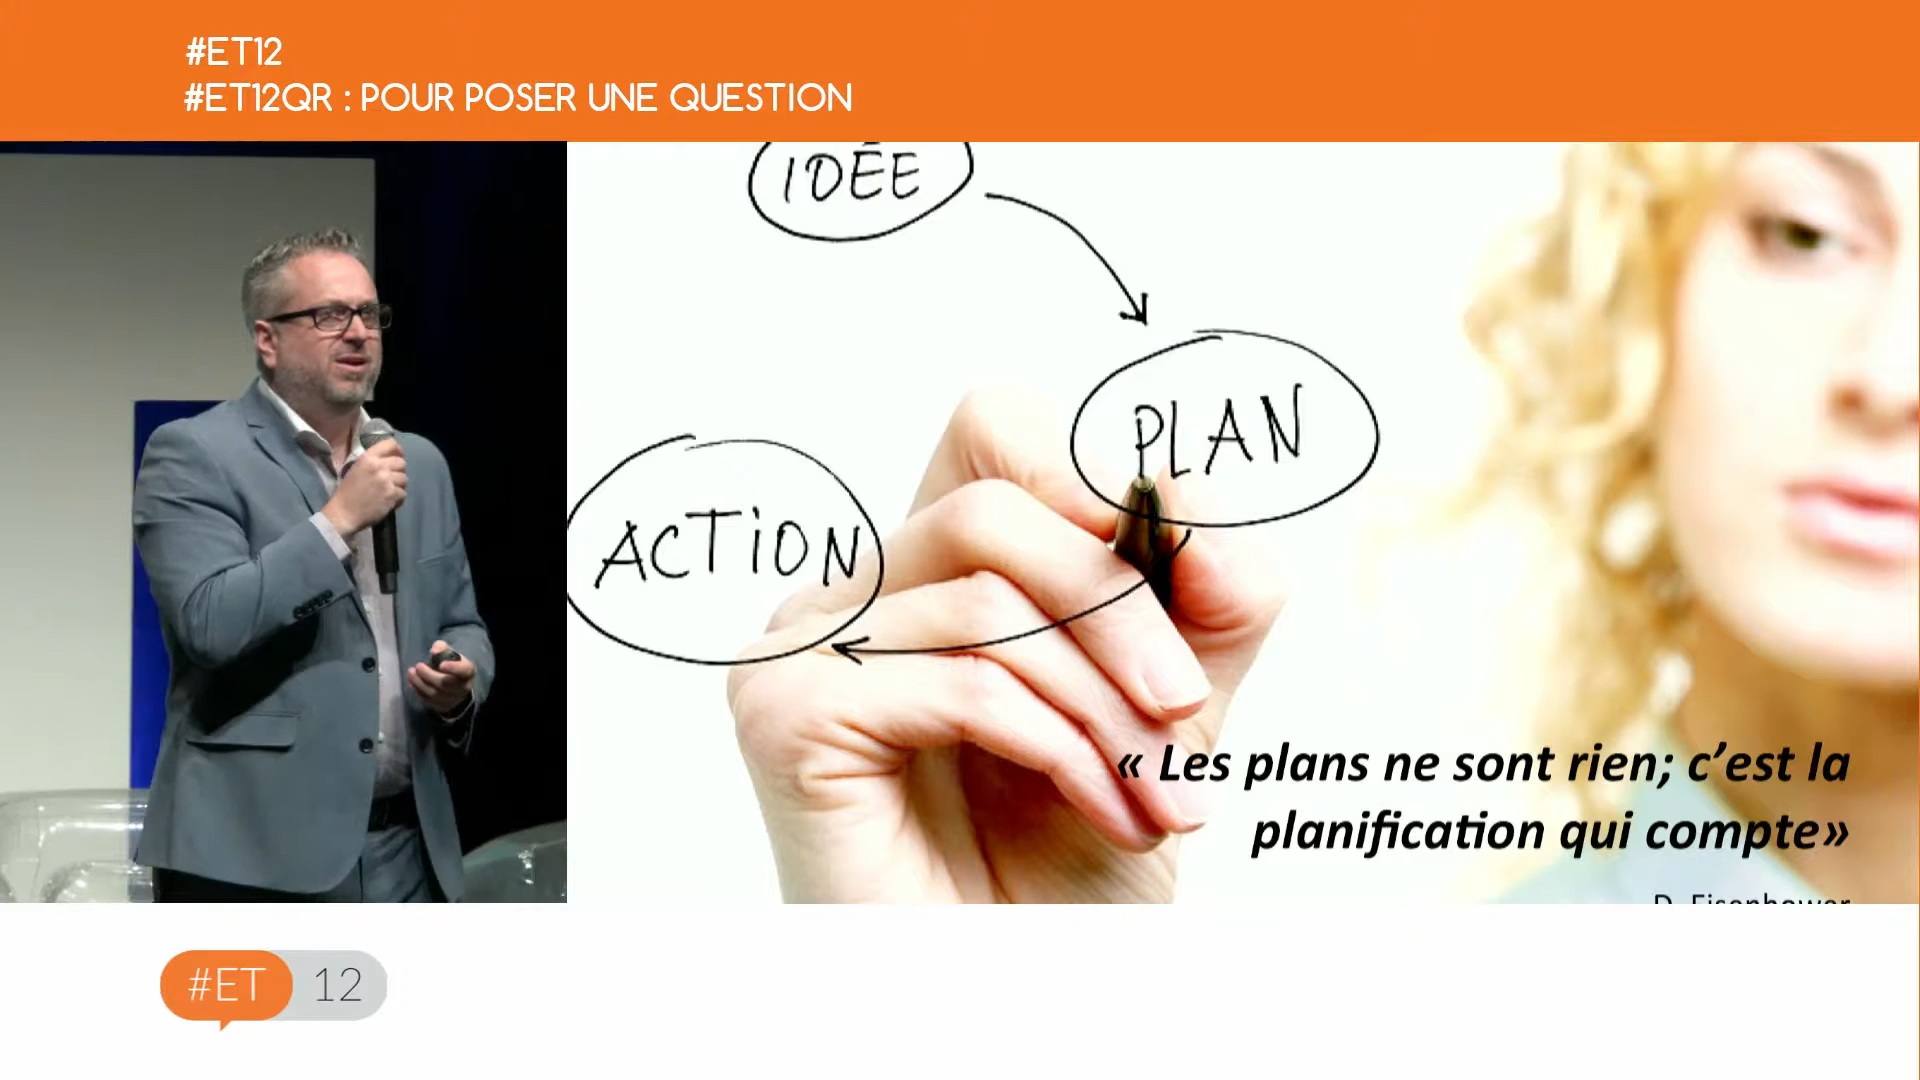 #ET12
#ET12QR : POUR POSER UNE QUESTION
IDÉE
PLAN
ACTION
« Les plans ne sont rien; c’est la
planification qui compte»
D. Eisenhower
#ET 12